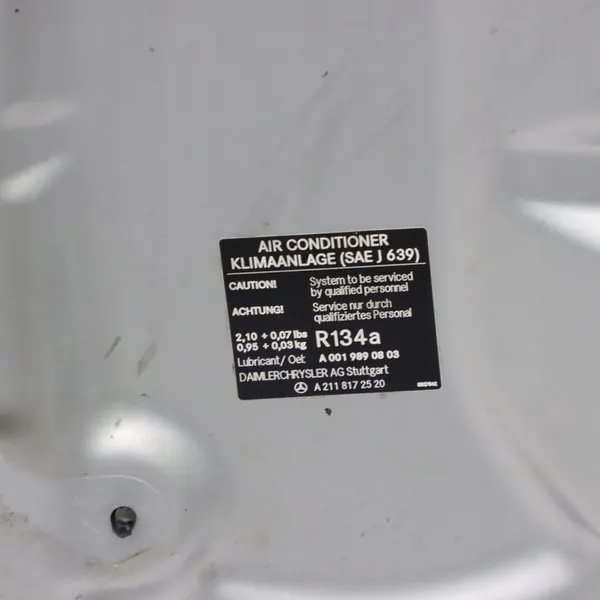 AIR CONDITIONER
KLIMAANLAGE (SAE J 639)
CAUTION! System to be serviced
by qualified personnel
ACHTUNG! Service nur durch
qualifiziertes Personal
2,10 + 0,07 lbs
0,95 + 0,03 kg R134a
Lubricant / Oel: A 001 989 08 03
DAIMLERCHRYSLER AG Stuttgart
A 211 817 25 20